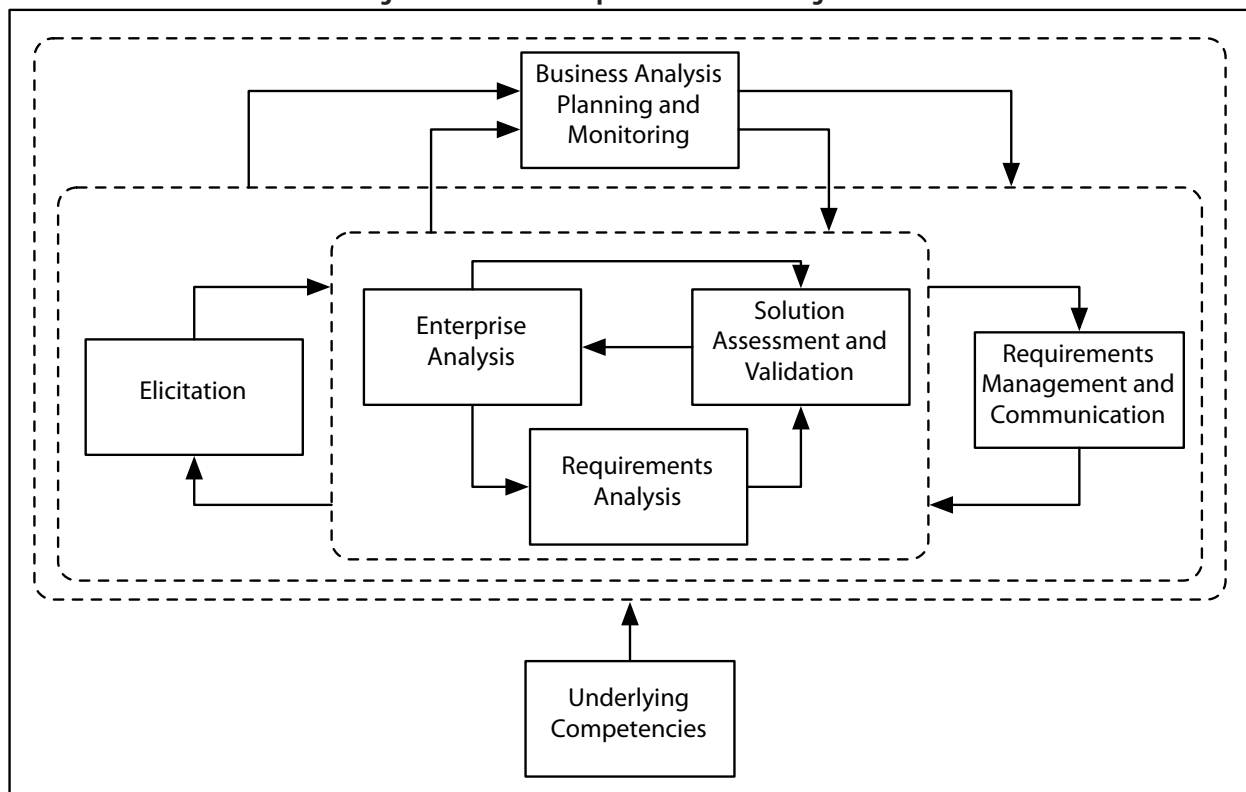 Business Analysis
Planning and
Monitoring
Enterprise
Analysis
Solution
Assessment and
Validation
Elicitation
Requirements
Management and
Communication
Requirements
Analysis
Underlying
Competencies